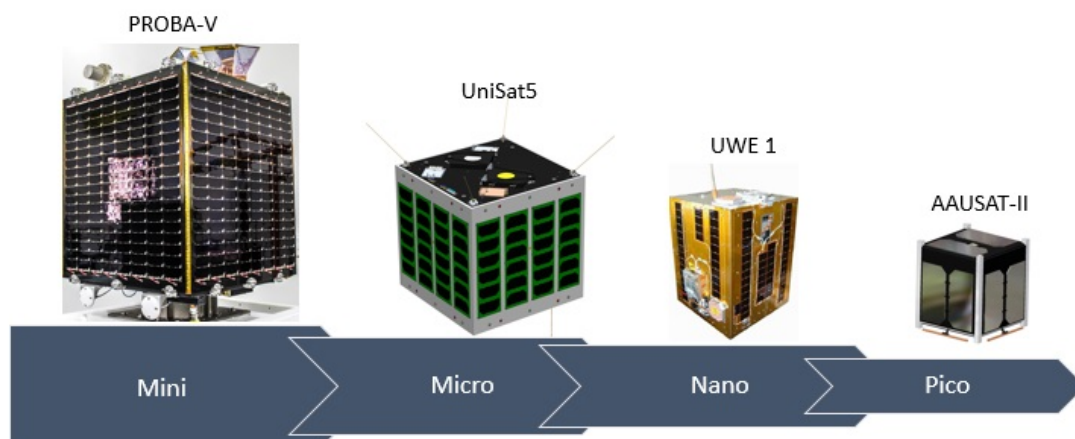 PROBA-V
UniSat5
UWE 1
AAUSAT-II
Mini
Micro
Nano
Pico